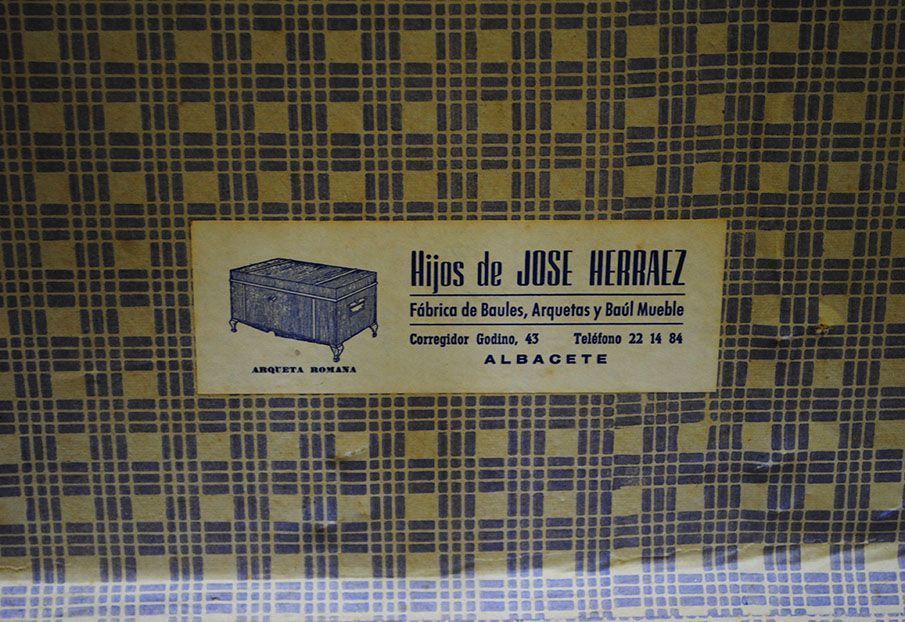 Hijos de JOSE HERRAEZ
Fábrica de Baules, Arquetas y Baúl Mueble
Corregidor Godino, 43 Teléfono 22 14 84
ALBACETE
ARQUETA ROMANA